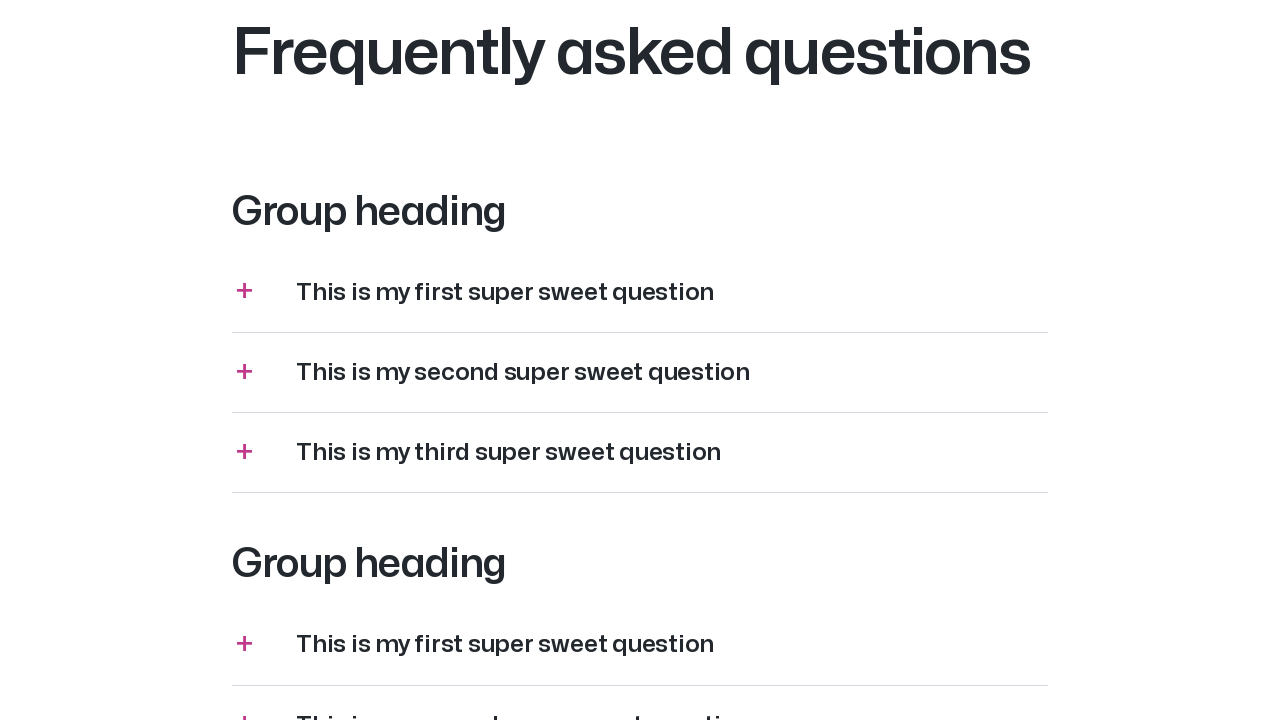 Frequently asked questions
Group heading
+ This is my first super sweet question
+ This is my second super sweet question
+ This is my third super sweet question
Group heading
+ This is my first super sweet question